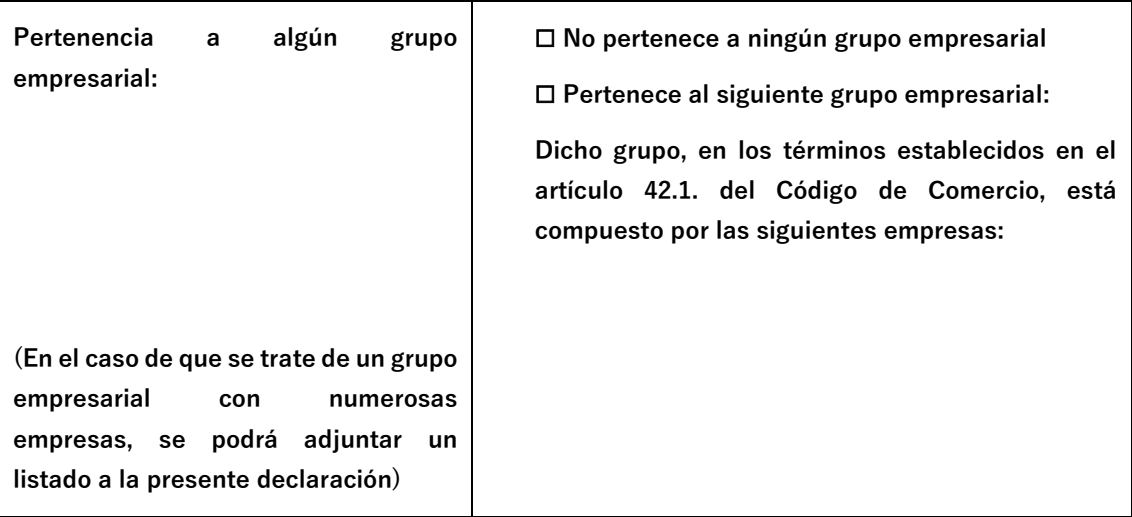 Pertenencia a algún grupo
empresarial:
(En el caso de que se trate de un grupo
empresarial con numerosas
empresas, se podrá adjuntar un
listado a la presente declaración)
☐ No pertenece a ningún grupo empresarial
☐ Pertenece al siguiente grupo empresarial:
Dicho grupo, en los términos establecidos en el
artículo 42.1. del Código de Comercio, está
compuesto por las siguientes empresas: